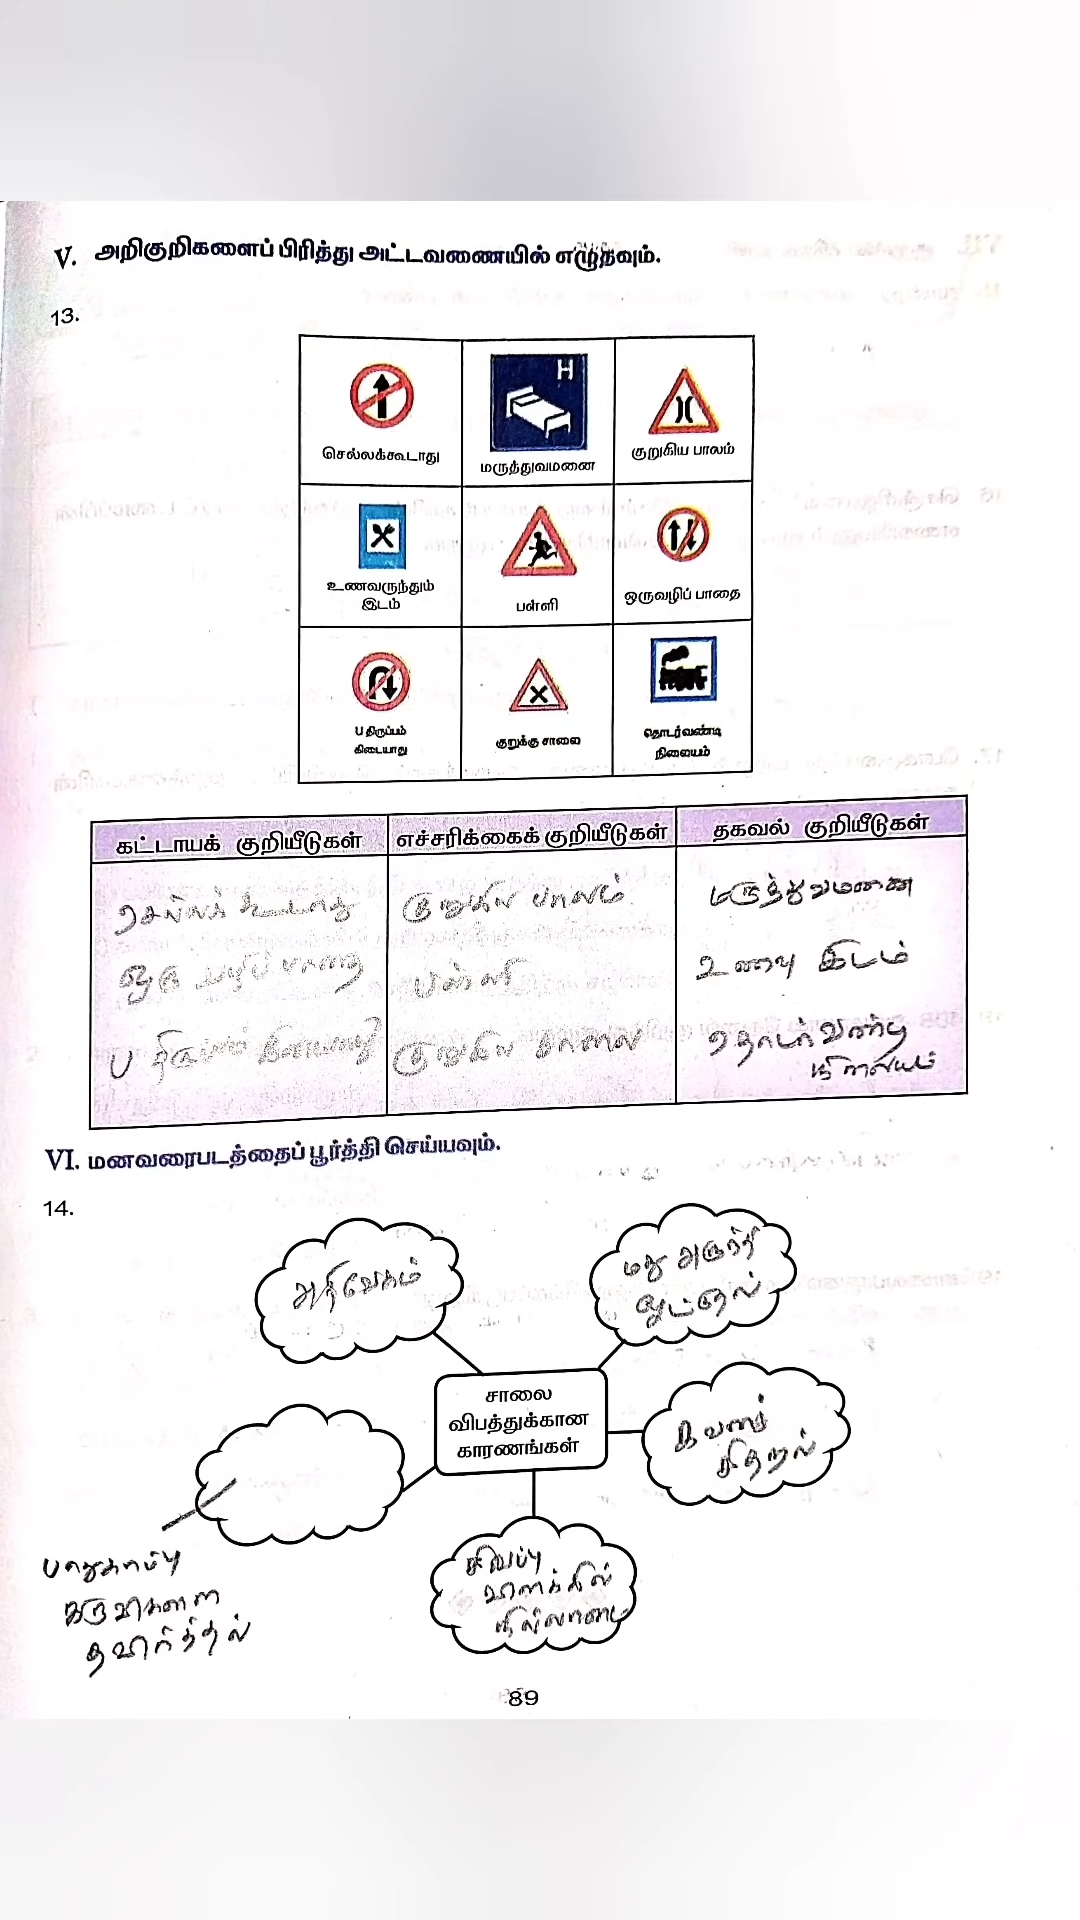 V. அறிகுறிகளைப் பிரித்து அட்டவணையில் எழுதவும்.
13.
செல்லக்கூடாது மருத்துவமனை குறுகிய பாலம்
H
உணவருந்தும்
இடம்
பள்ளி
ஒருவழிப் பாதை
ப திருப்பம்
கிடையாது
குறுக்கு சாலை
தொடர்வண்டி
நிலையம்
கட்டாயக் குறியீடுகள் எச்சரிக்கைக் குறியீடுகள் தகவல் குறியீடுகள்
செல்லக் கூடாது குறுகிய பாலம் மருத்துவமனை
ஒரு வழிப் பாதை பள்ளி உணவு இடம்
ப திருப்பம் கிடையாது குறுகிய சாலை தொடர் வண்டி
நிலையம்
VI. மனவரைபடத்தைப் பூர்த்தி செய்யவும்.
14.
அதிவேகம்
மது அருந்தி
ஓட்டுதல்
சாலை
விபத்துக்கான
காரணங்கள்
கவனச்
சிதறல்
சிவப்பு
விளக்கில்
நில்லாமை
பாதுகாப்பு
கருவிகளை
தவிர்த்தல்
89